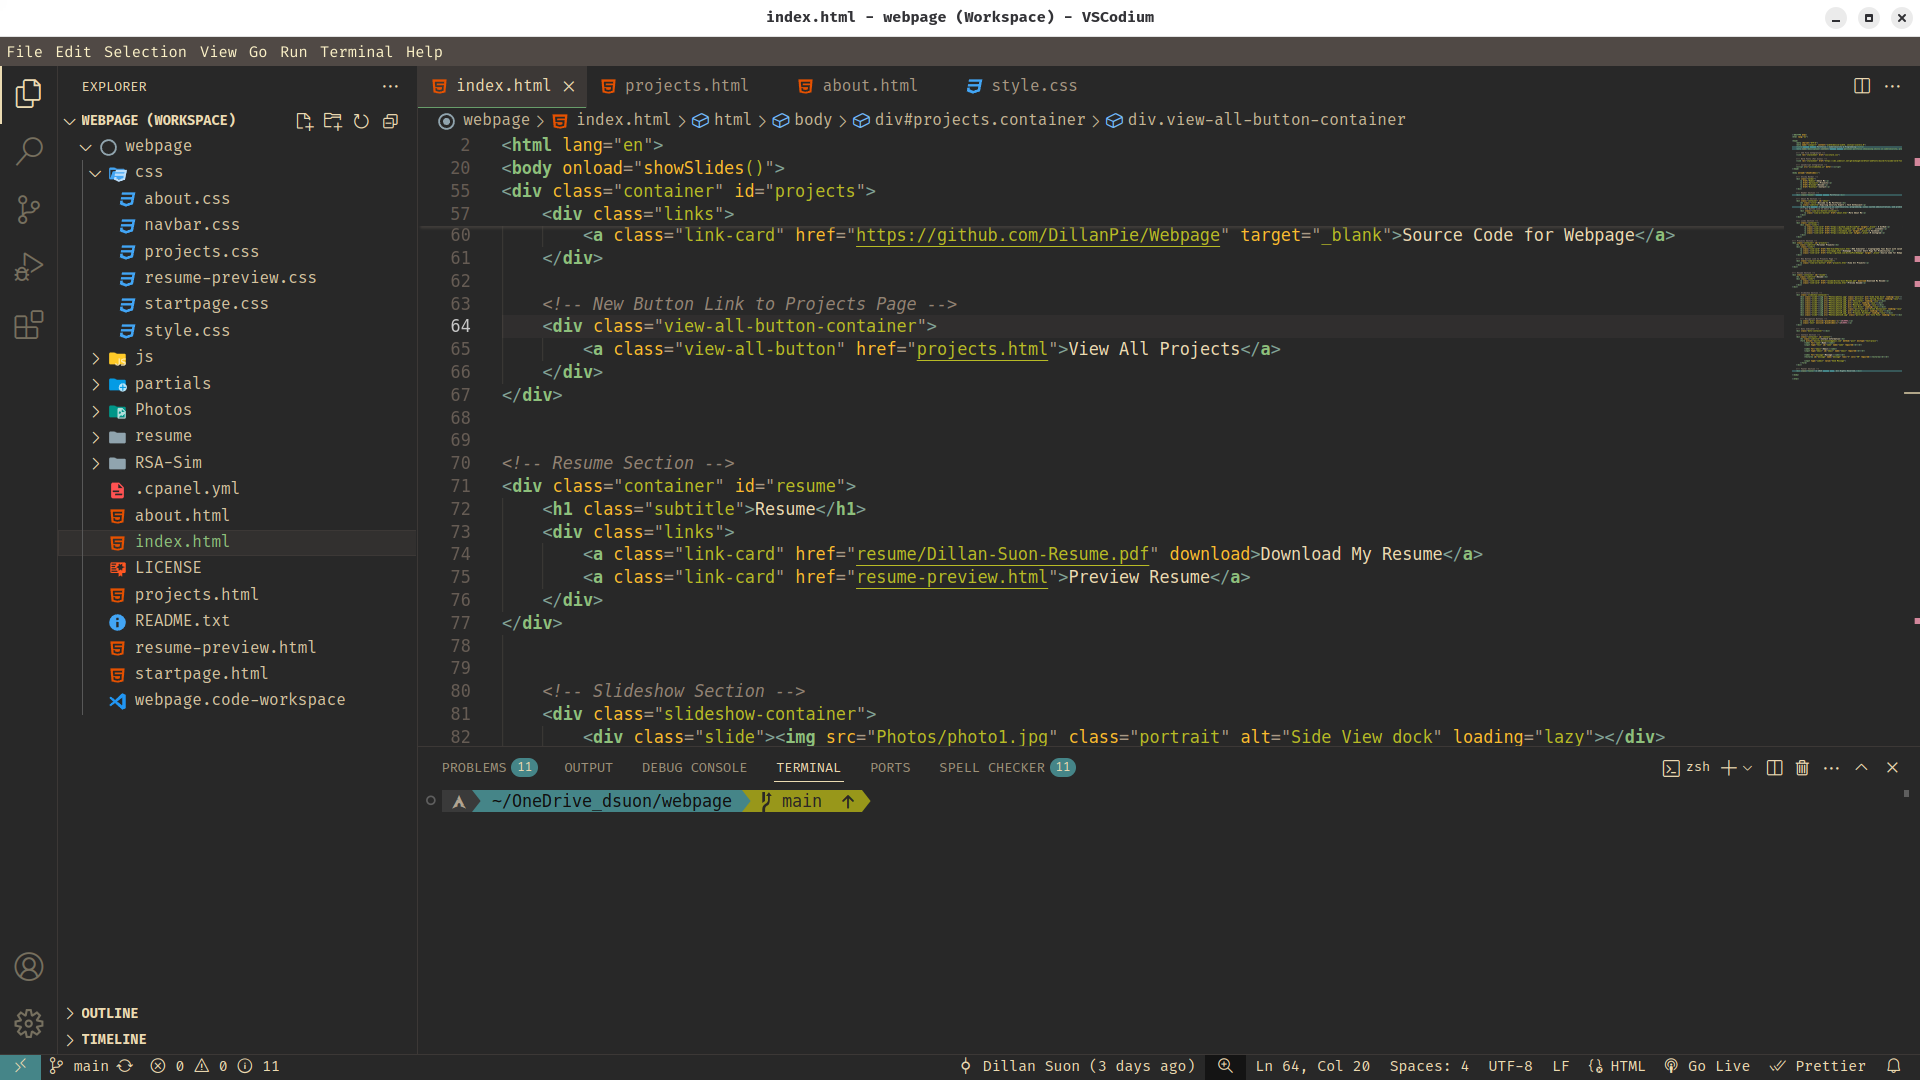 index.html - webpage (Workspace) - VSCodium
File Edit Selection View Go Run Terminal Help
EXPLORER
WEBPAGE (WORKSPACE)
webpage
css
about.css
navbar.css
projects.css
resume-preview.css
startpage.css
style.css
js
partials
Photos
resume
RSA-Sim
.cpanel.yml
about.html
index.html
LICENSE
projects.html
README.txt
resume-preview.html
startpage.html
webpage.code-workspace
OUTLINE
TIMELINE
index.html projects.html about.html style.css
webpage > index.html > html > body > div#projects.container > div.view-all-button-container
2 <html lang="en">
20 <body onload="showSlides()">
55 <div class="container" id="projects">
57 <div class="links">
60 <a class="link-card" href="https://github.com/DillanPie/Webpage" target="_blank">Source Code for Webpage</a>
61 </div>
62
63 <!-- New Button Link to Projects Page -->
64 <div class="view-all-button-container">
65 <a class="view-all-button" href="projects.html">View All Projects</a>
66 </div>
67 </div>
68
69
70 <!-- Resume Section -->
71 <div class="container" id="resume">
72 <h1 class="subtitle">Resume</h1>
73 <div class="links">
74 <a class="link-card" href="resume/Dillan-Suon-Resume.pdf" download>Download My Resume</a>
75 <a class="link-card" href="resume-preview.html">Preview Resume</a>
76 </div>
77 </div>
78
79
80 <!-- Slideshow Section -->
81 <div class="slideshow-container">
82 <div class="slide"><img src="Photos/photo1.jpg" class="portrait" alt="Side View dock" loading="lazy"></div>
PROBLEMS 11 OUTPUT DEBUG CONSOLE TERMINAL PORTS SPELL CHECKER 11 zsh
~/OneDrive_dsuon/webpage main ↑
main 0 0 11 Dillan Suon (3 days ago) Ln 64, Col 20 Spaces: 4 UTF-8 LF HTML Go Live Prettier